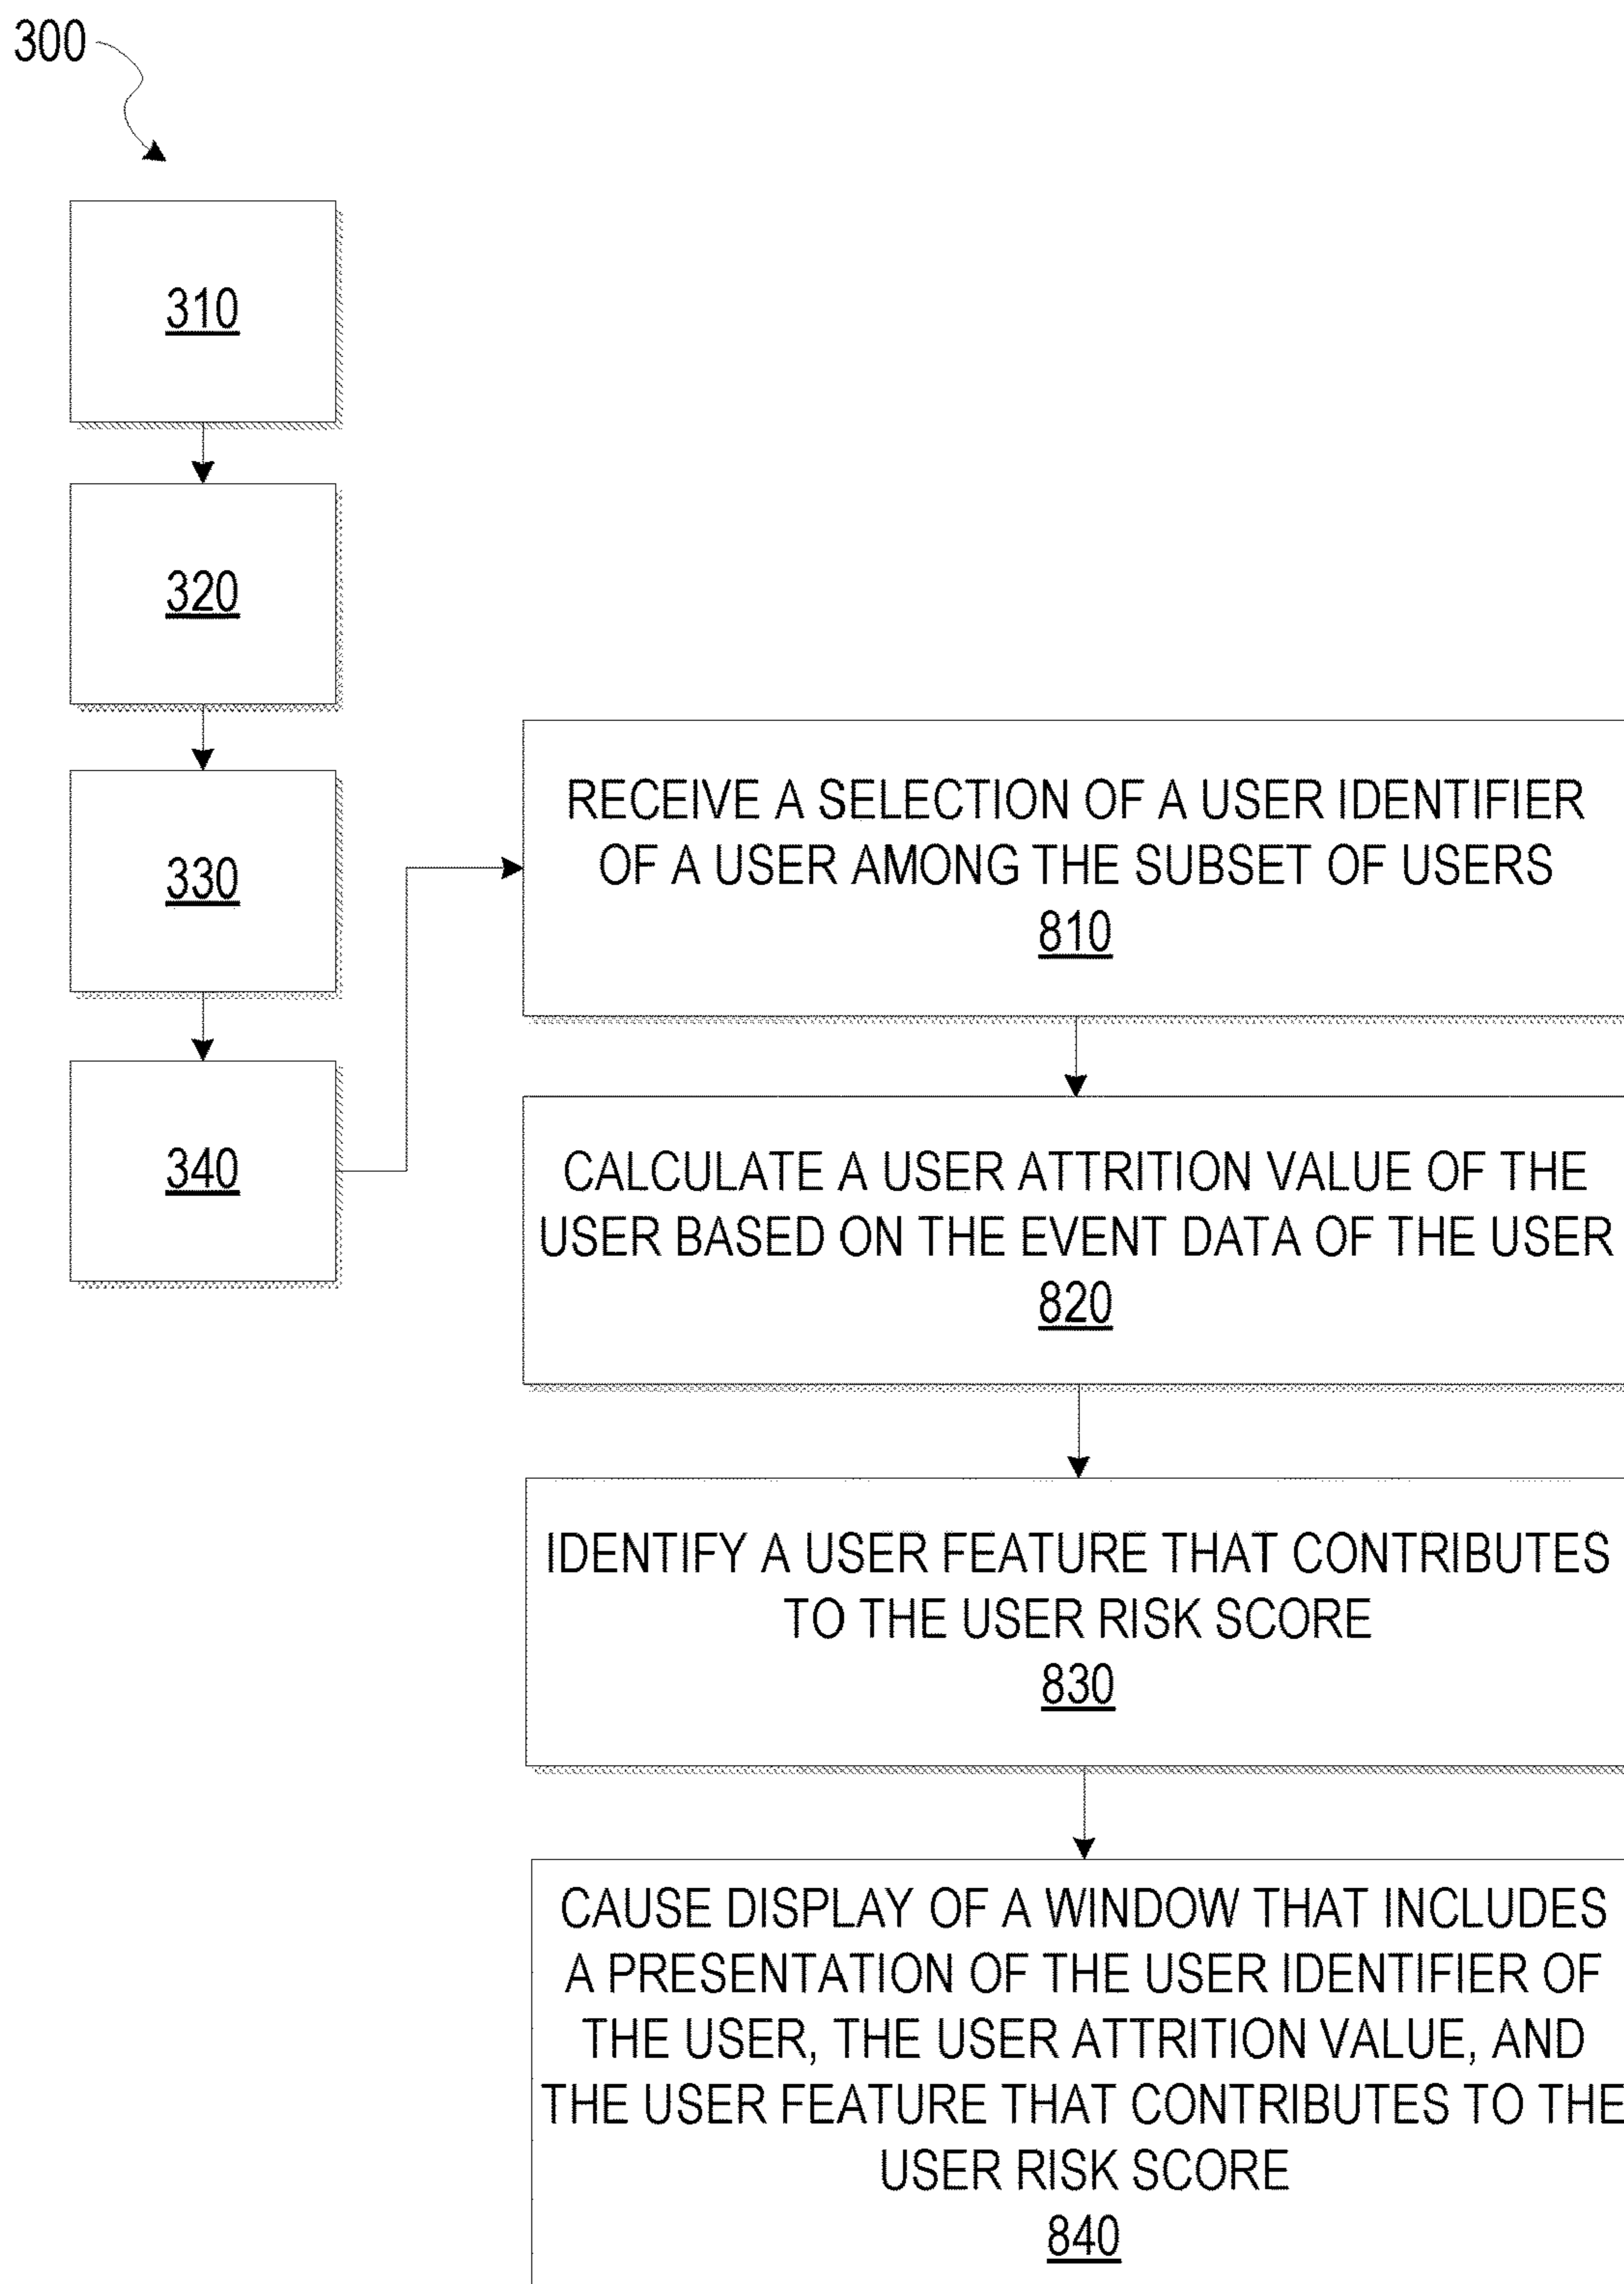 300
310
320
330
340
RECEIVE A SELECTION OF A USER IDENTIFIER
OF A USER AMONG THE SUBSET OF USERS
810
CALCULATE A USER ATTRITION VALUE OF THE
USER BASED ON THE EVENT DATA OF THE USER
820
IDENTIFY A USER FEATURE THAT CONTRIBUTES
TO THE USER RISK SCORE
830
CAUSE DISPLAY OF A WINDOW THAT INCLUDES
A PRESENTATION OF THE USER IDENTIFIER OF
THE USER, THE USER ATTRITION VALUE, AND
THE USER FEATURE THAT CONTRIBUTES TO THE
USER RISK SCORE
840